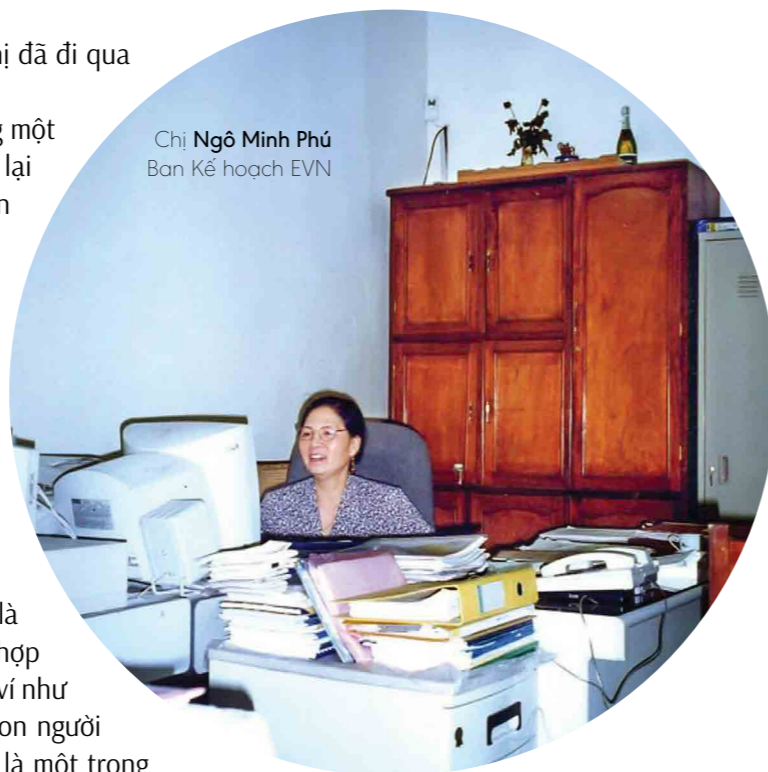 ị đã đi qua
một
lại
Chị Ngô Minh Phú
Ban Kế hoạch EVN
là
hợp
ví như
on người
là một trong